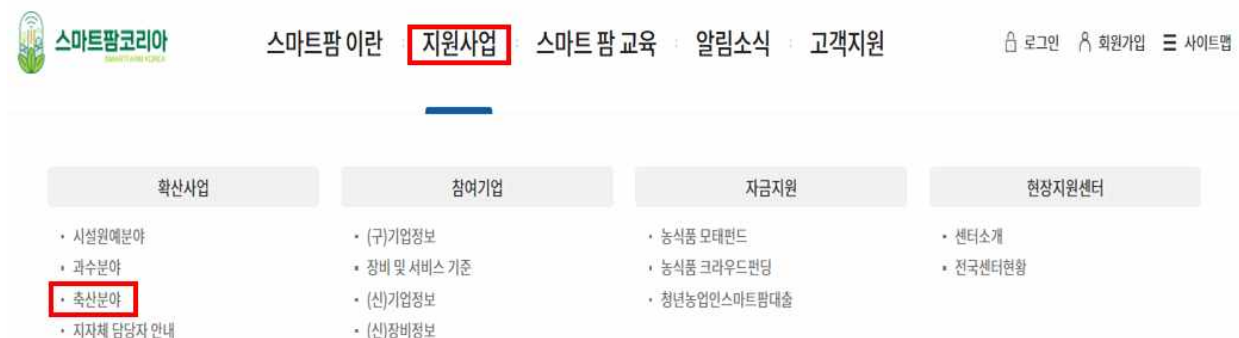 스마트팜코리아
SMARTFARM KOREA
스마트팜 이란 지원사업 스마트 팜 교육 알림소식 고객지원
로그인 회원가입 사이트맵
확산사업 참여기업 자금지원 현장지원센터
• 시설원예분야 • (구)기업정보 • 농식품 모태펀드 • 센터소개
• 과수분야 • 장비 및 서비스 기준 • 농식품 크라우드펀딩 • 전국센터현황
• 축산분야 • (신)기업정보 • 청년농업인스마트팜대출
• 지자체 담당자 안내 • (신)장비정보